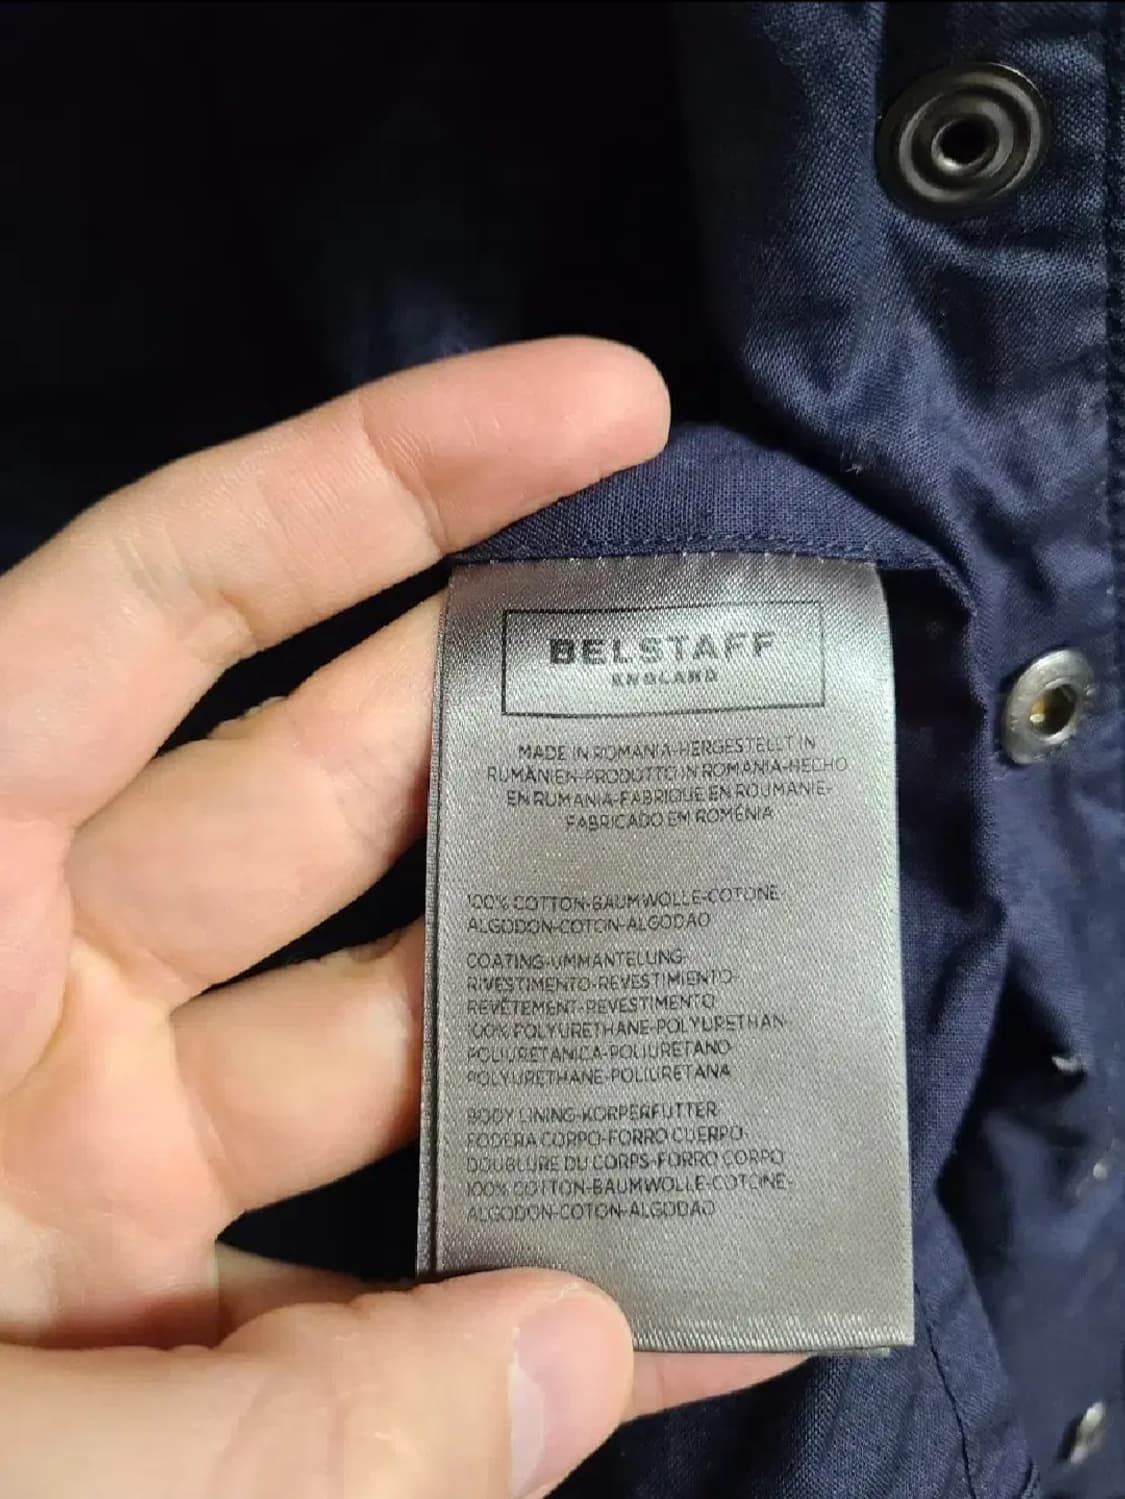 BELSTAFF
ENGLAND
MADE IN ROMANIA-HERGESTELLT IN
RUMÄNIEN-PRODOTTO IN ROMANIA-HECHO
EN RUMANIA-FABRIQUE EN ROUMANIE-
FABRICADO EM ROMENIA
100% COTTON-BAUMWOLLE-COTONE
ALGODON-COTON-ALGODAO
COATING-UMMANTELUNG-
RIVESTIMENTO-REVESTIMIENTO-
REVÊTEMENT-REVESTIMENTO
100% POLYURETHANE-POLYURETHAN-
POLIURETANICA-POLIURETANO
POLYURETHANE-POLIURETANA
BODY LINING-KÖRPERFUTTER
FODERA CORPO-FORRO CUERPO-
DOUBLURE DU CORPS-FORRO CORPO
100% COTTON-BAUMWOLLE-COTONE-
ALGODON-COTON-ALGODAO